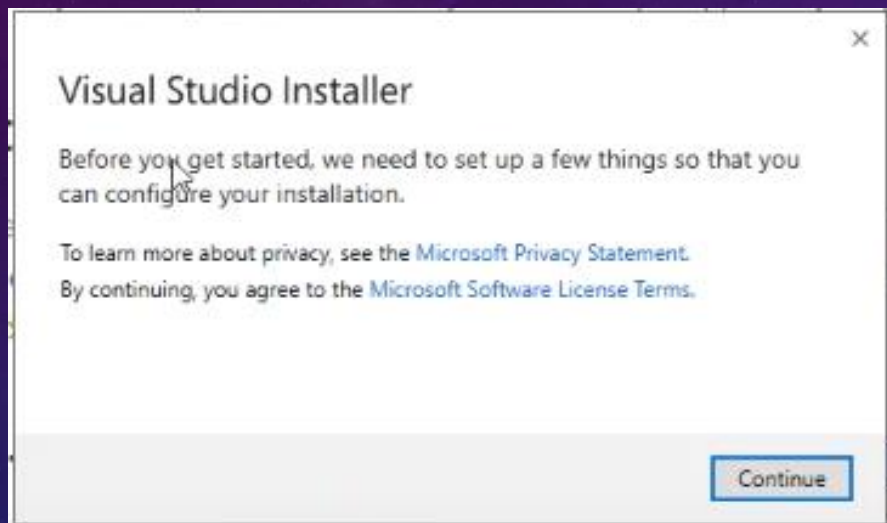 Visual Studio Installer
Before you get started, we need to set up a few things so that you
can configure your installation.
To learn more about privacy, see the Microsoft Privacy Statement.
By continuing, you agree to the Microsoft Software License Terms.
Continue